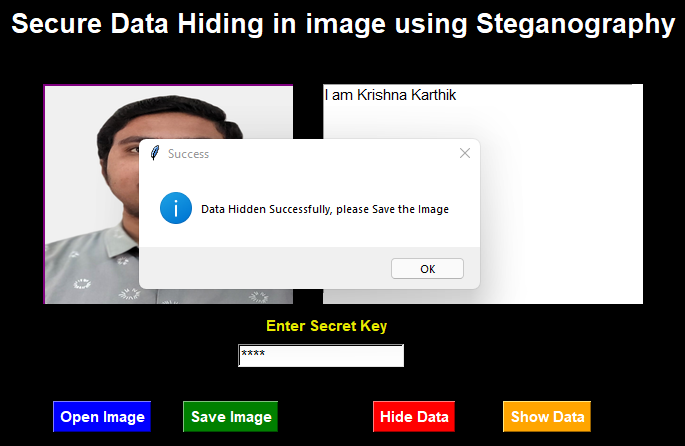 Secure Data Hiding in image using Steganography
I am Krishna Karthik
Success
Data Hidden Successfully, please Save the Image
OK
Enter Secret Key
****
Open Image
Save Image
Hide Data
Show Data